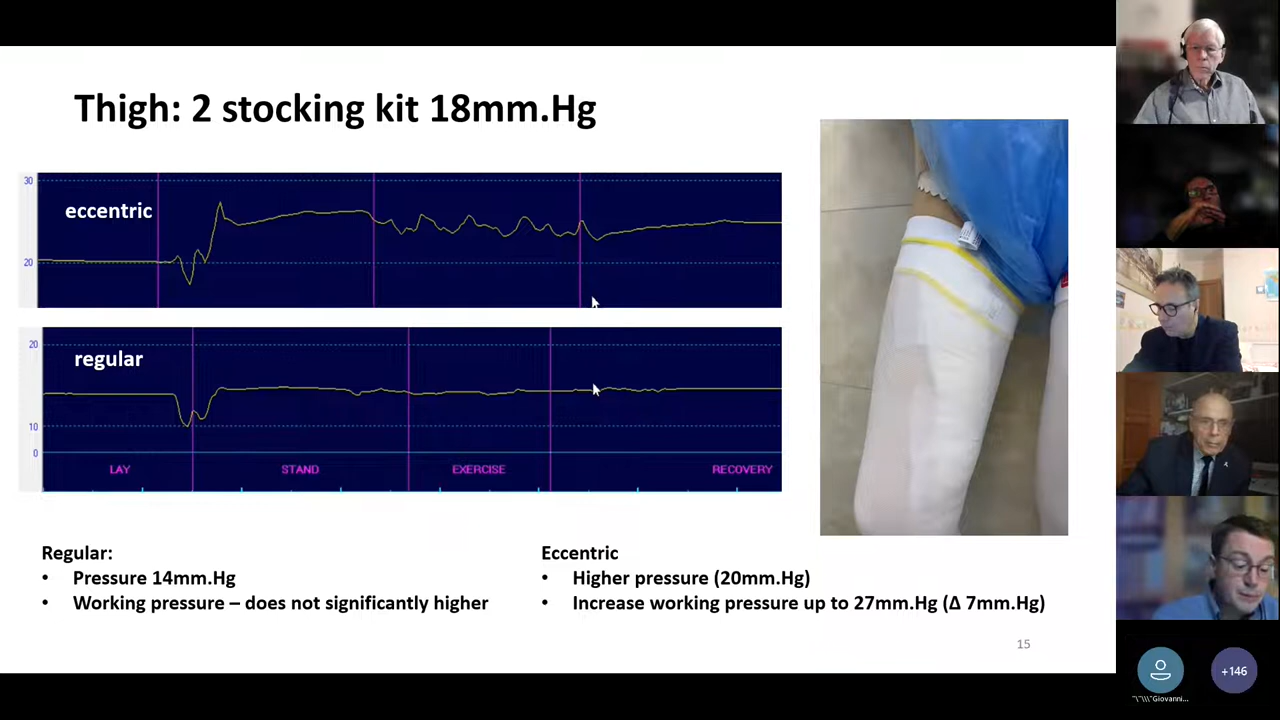 Thigh: 2 stocking kit 18mm.Hg
30
eccentric
20
20
regular
10
0
LAY
STAND
EXERCISE
RECOVERY
Regular:
• Pressure 14mm.Hg
• Working pressure – does not significantly higher
Eccentric
• Higher pressure (20mm.Hg)
• Increase working pressure up to 27mm.Hg (Δ 7mm.Hg)
15
+146
"\"\\\"Giovanni...